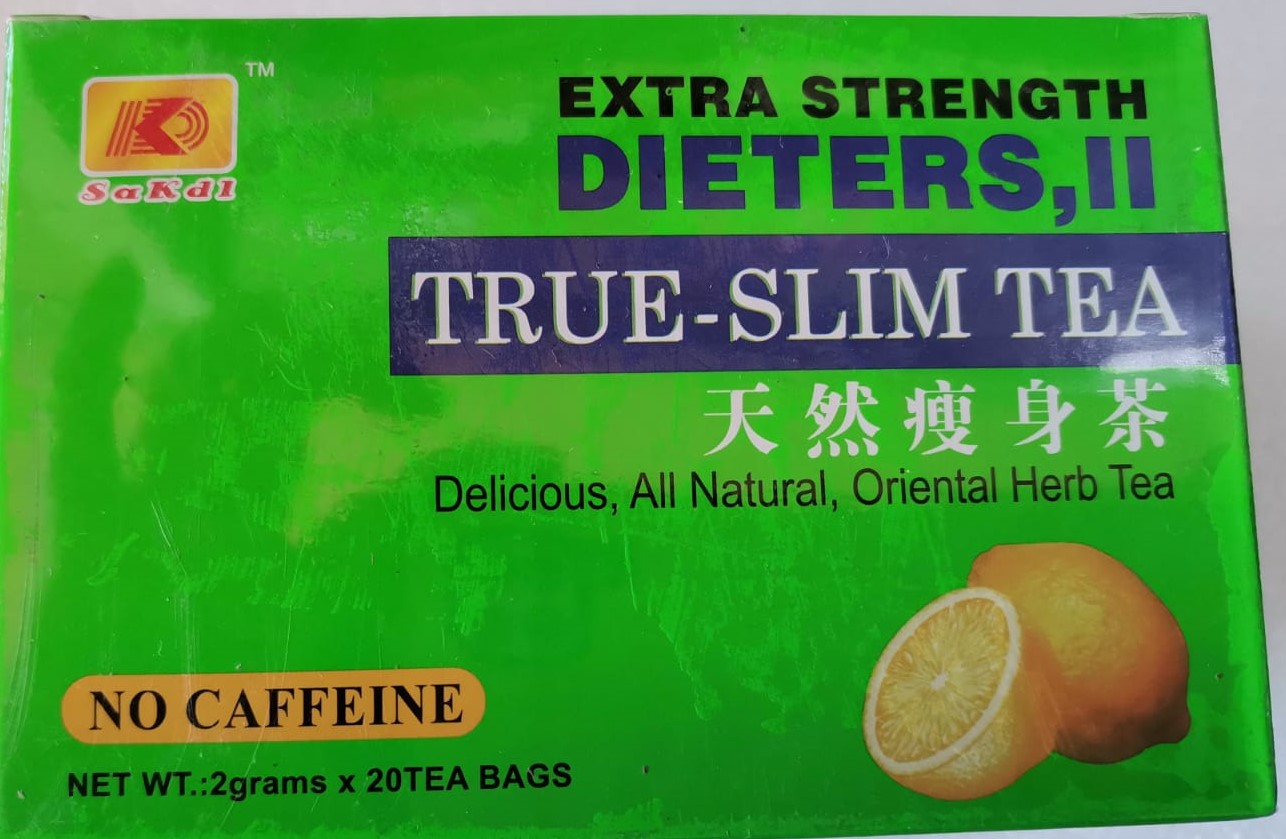 TM
SaKdl
EXTRA STRENGTH
DIETERS,II
TRUE-SLIM TEA
天然瘦身茶
Delicious, All Natural, Oriental Herb Tea
NO CAFFEINE
NET WT.:2grams x 20TEA BAGS